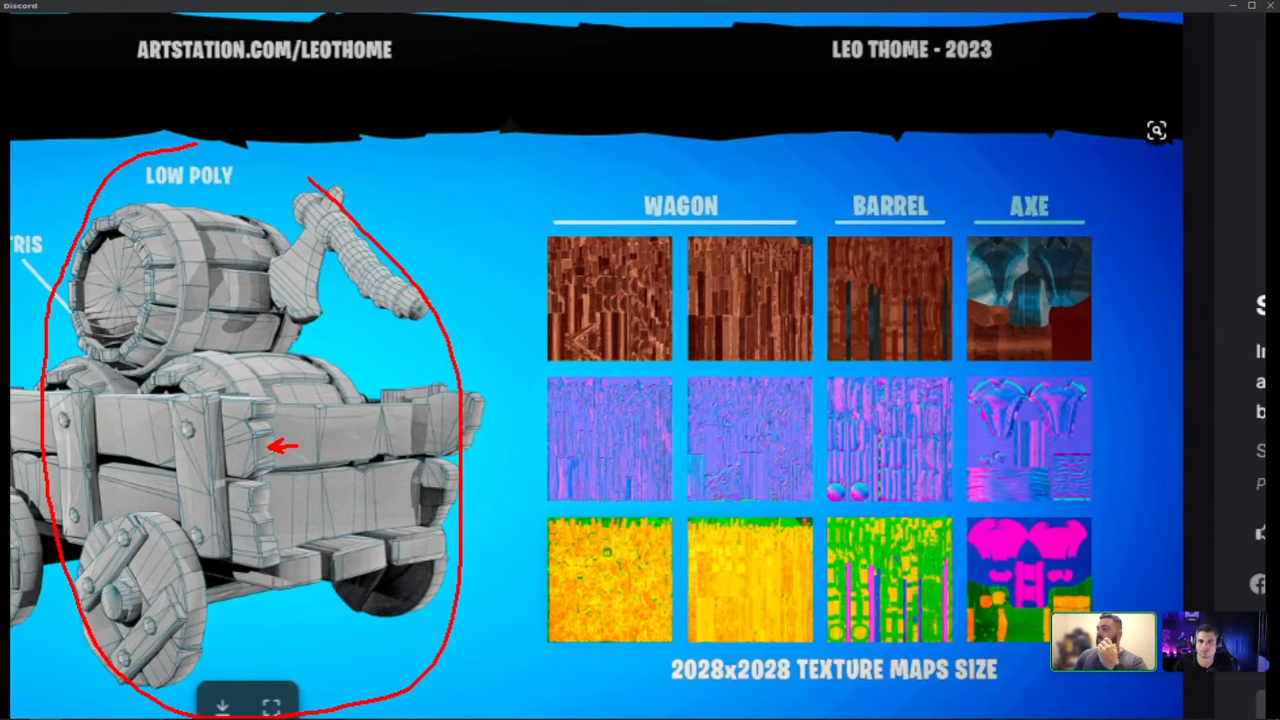 Discord
ARTSTATION.COM/LEOTHOME
LEO THOME - 2023
LOW POLY
TRIS
WAGON
BARREL
AXE
2028x2028 TEXTURE MAPS SIZE